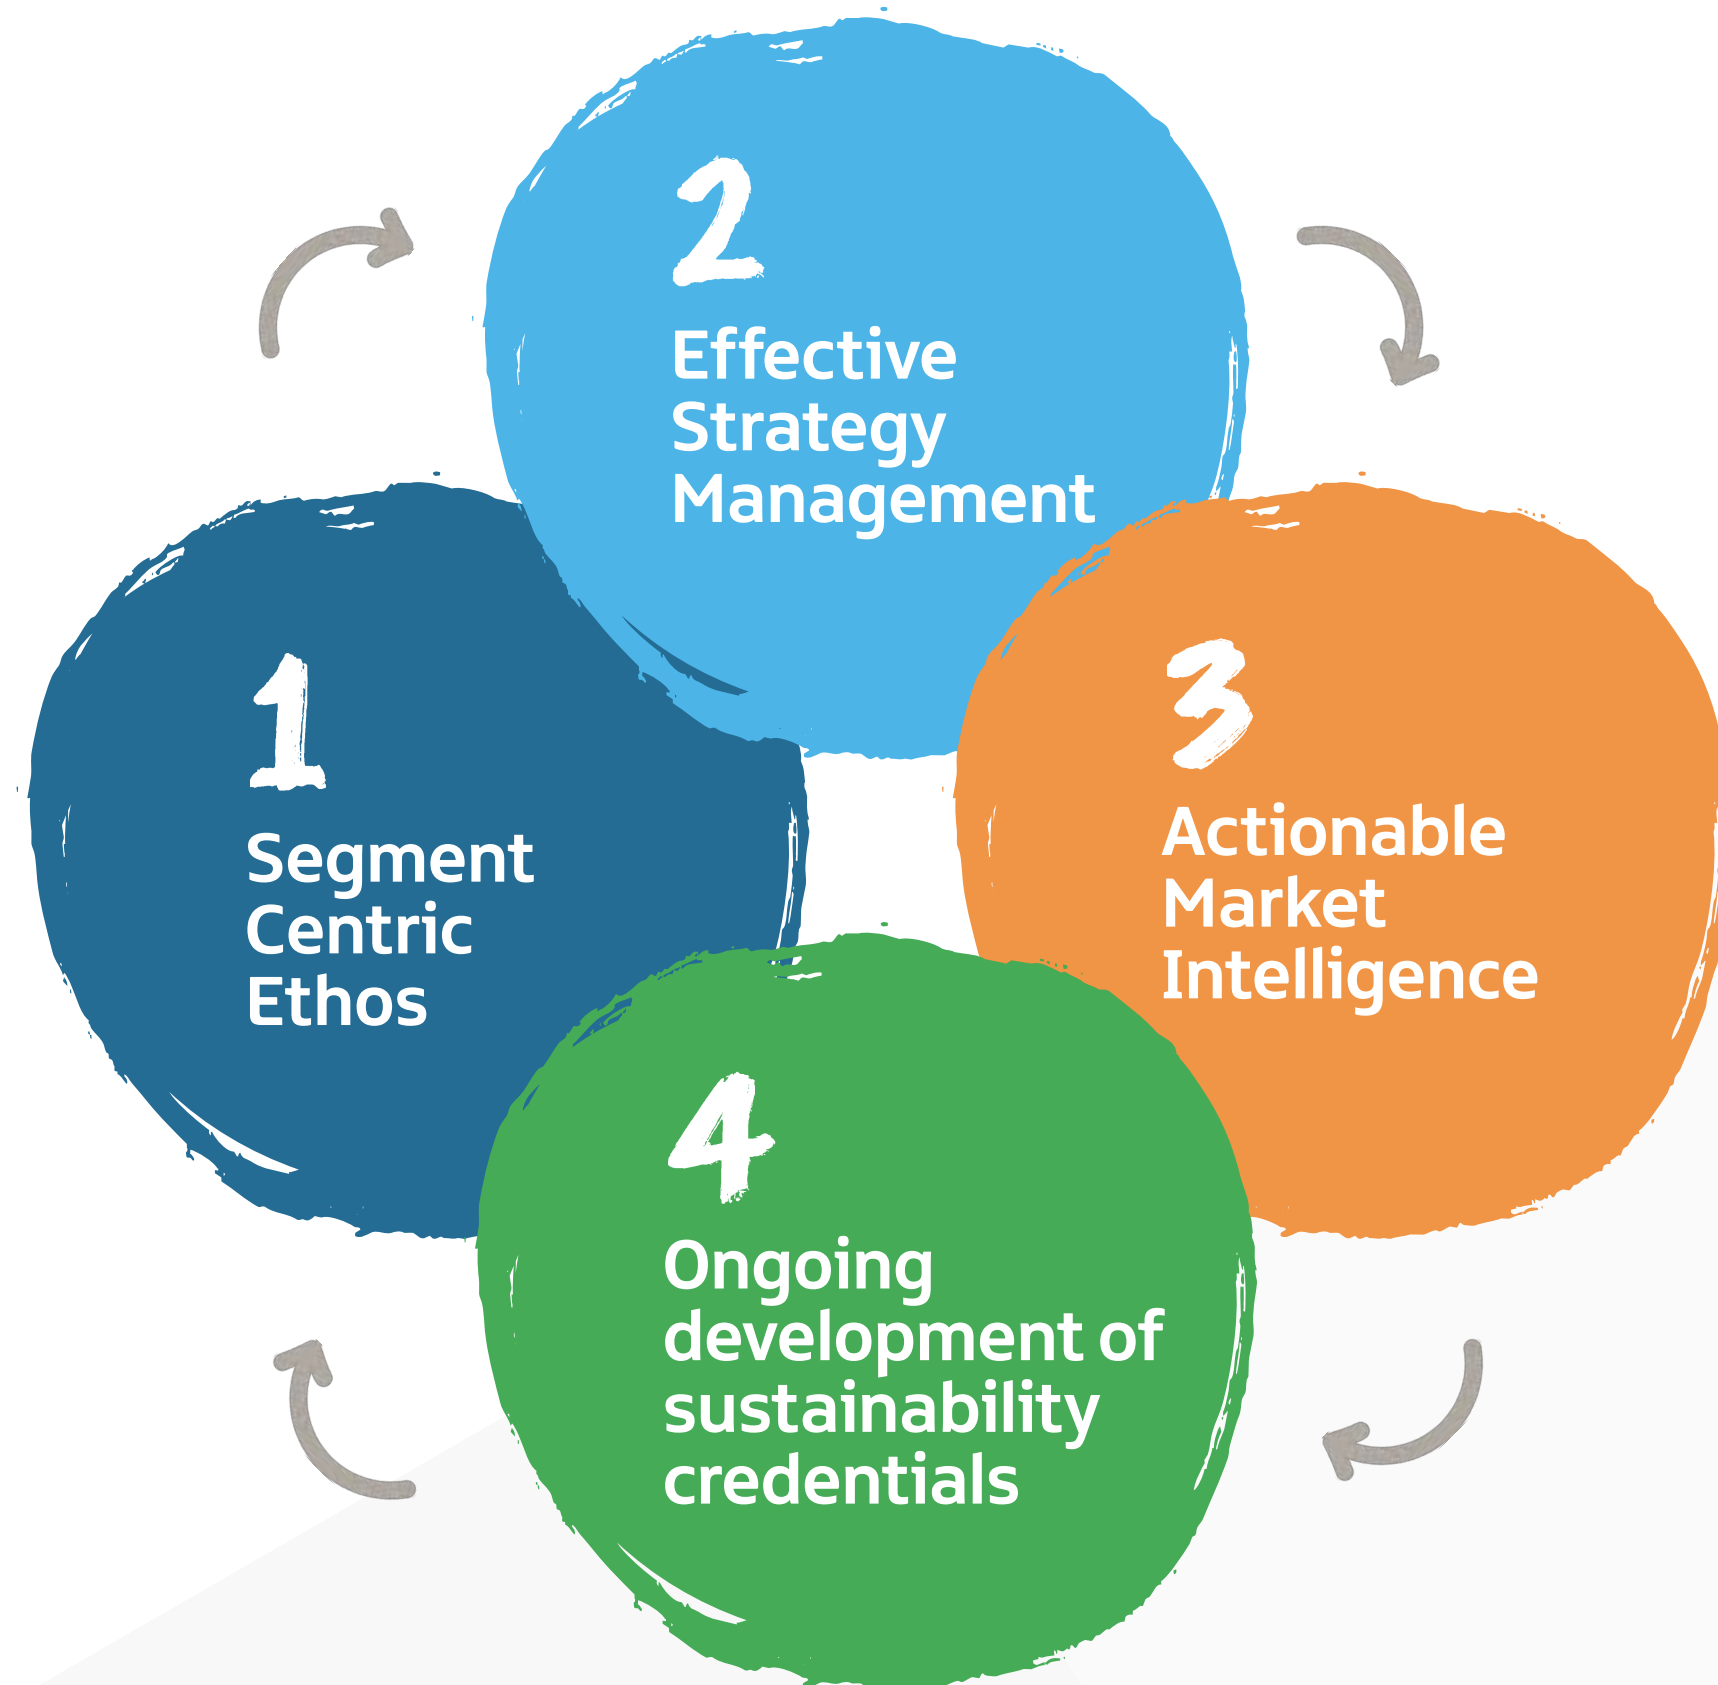 1
Segment
Centric
Ethos
2
Effective
Strategy
Management
3
Actionable
Market
Intelligence
4
Ongoing
development of
sustainability
credentials